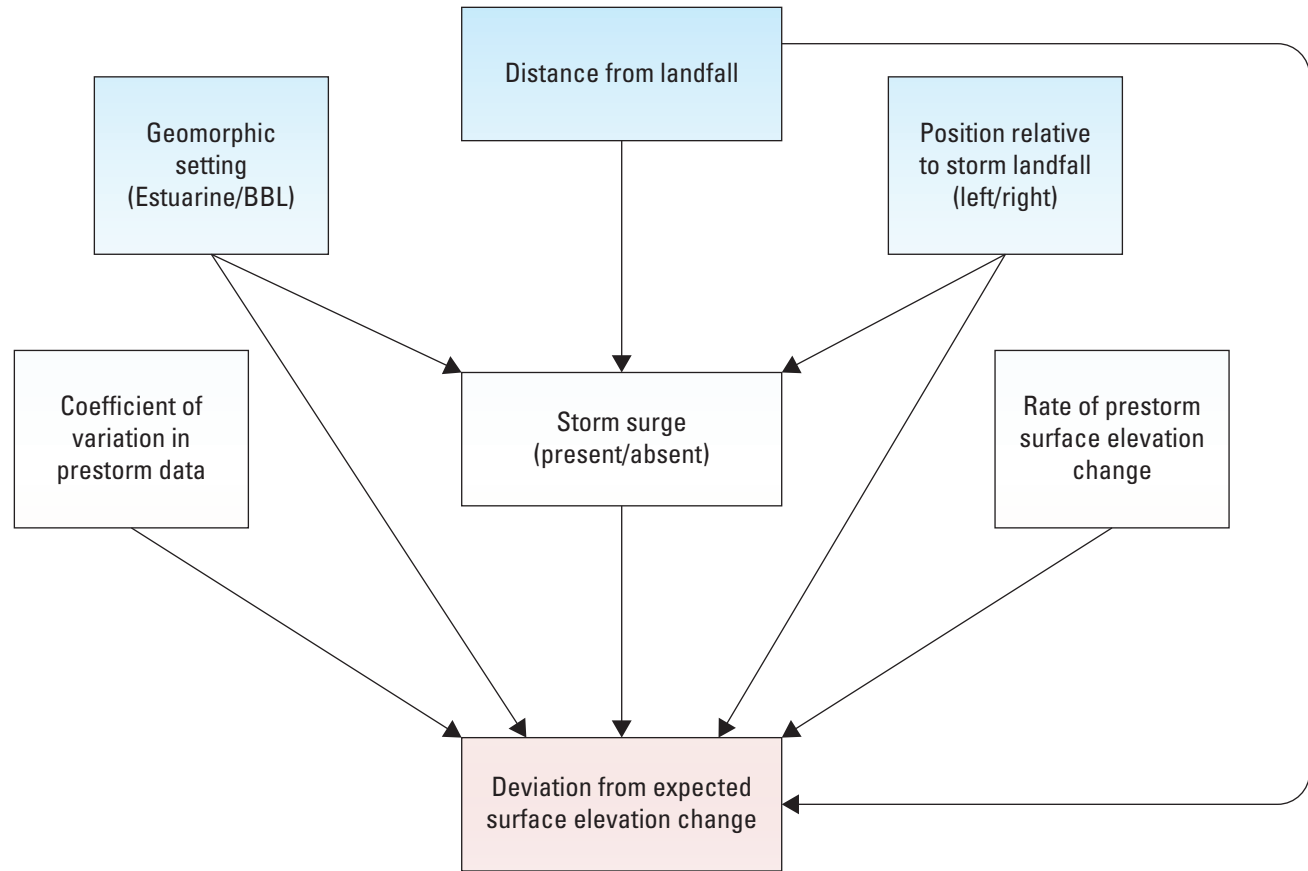 Distance from landfall
Geomorphic
setting
(Estuarine/BBL)
Position relative
to storm landfall
(left/right)
Coefficient of
variation in
prestorm data
Storm surge
(present/absent)
Rate of prestorm
surface elevation
change
Deviation from expected
surface elevation change